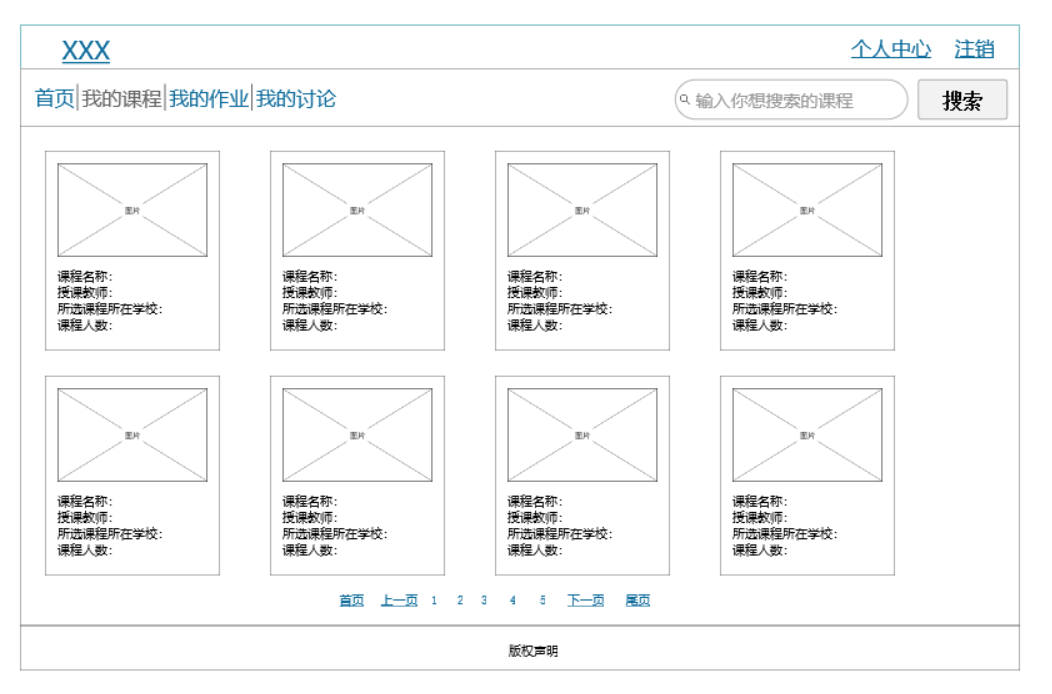 XXX 个人中心 注销
首页 我的课程 我的作业 我的讨论 输入你想搜索的课程 搜索
图片 图片 图片 图片
课程名称: 课程名称: 课程名称: 课程名称:
授课教师: 授课教师: 授课教师: 授课教师:
所选课程所在学校: 所选课程所在学校: 所选课程所在学校: 所选课程所在学校:
课程人数: 课程人数: 课程人数: 课程人数:
图片 图片 图片 图片
课程名称: 课程名称: 课程名称: 课程名称:
授课教师: 授课教师: 授课教师: 授课教师:
所选课程所在学校: 所选课程所在学校: 所选课程所在学校: 所选课程所在学校:
课程人数: 课程人数: 课程人数: 课程人数:
首页 上一页 1 2 3 4 5 下一页 尾页
版权声明